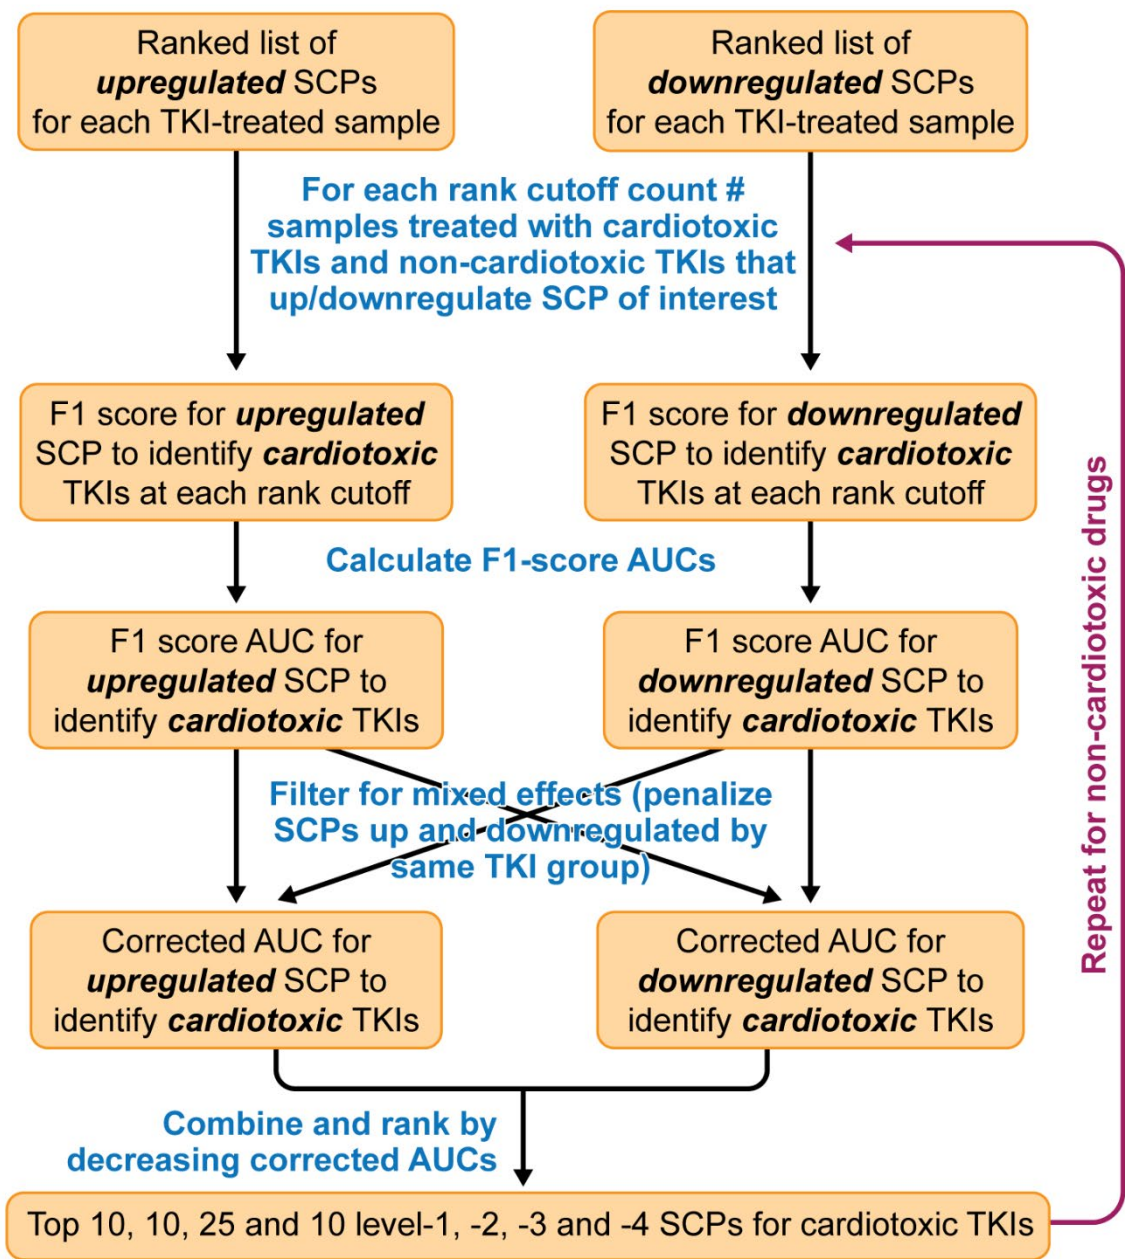 Ranked list of
upregulated SCPs
for each TKI-treated sample
Ranked list of
downregulated SCPs
for each TKI-treated sample
For each rank cutoff count #
samples treated with cardiotoxic
TKIs and non-cardiotoxic TKIs that
up/downregulate SCP of interest
F1 score for upregulated
SCP to identify cardiotoxic
TKIs at each rank cutoff
F1 score for downregulated
SCP to identify cardiotoxic
TKIs at each rank cutoff
Calculate F1-score AUCs
F1 score AUC for
upregulated SCP to
identify cardiotoxic TKIs
F1 score AUC for
downregulated SCP to
identify cardiotoxic TKIs
Filter for mixed effects (penalize
SCPs up and downregulated by
same TKI group)
Corrected AUC for
upregulated SCP to
identify cardiotoxic TKIs
Corrected AUC for
downregulated SCP to
identify cardiotoxic TKIs
Combine and rank by
decreasing corrected AUCs
Top 10, 10, 25 and 10 level-1, -2, -3 and -4 SCPs for cardiotoxic TKIs
Repeat for non-cardiotoxic drugs